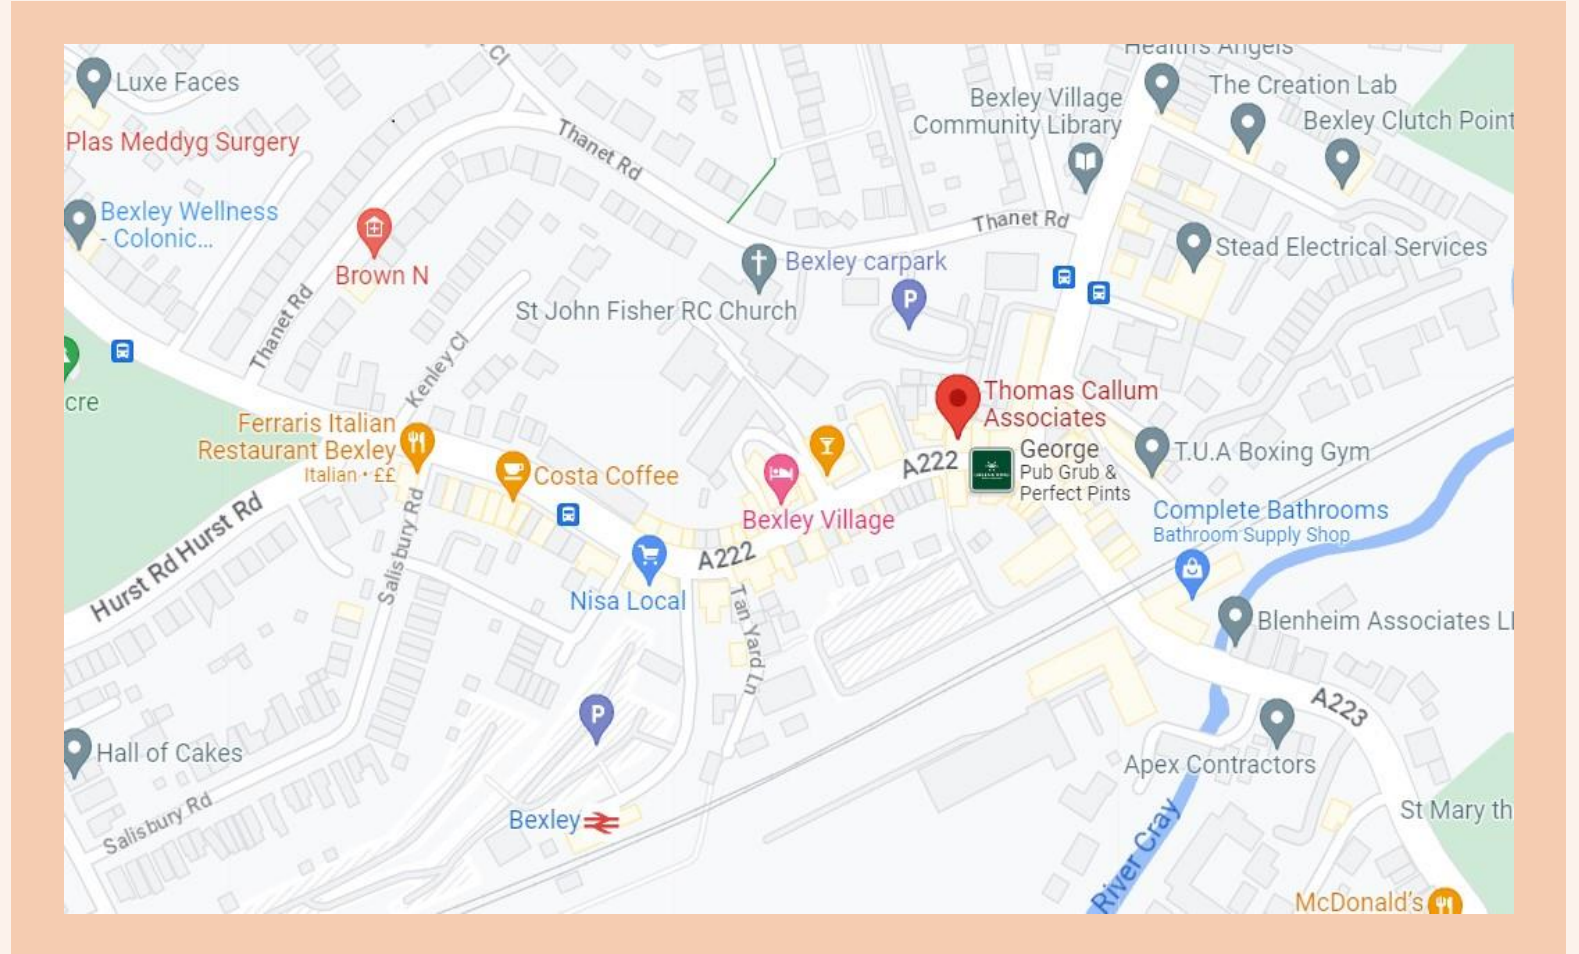 Cl
Health's Angels
Luxe Faces
The Creation Lab
Bexley Village
Community Library
Bexley Clutch Point
Plas Meddyg Surgery
Thanet Rd
Bexley Wellness
- Colonic...
Thanet Rd
Stead Electrical Services
Brown N
Bexley carpark
P
St John Fisher RC Church
Thanet Rd
Kenley Cl
cre
Thomas Callum
Associates
Ferraris Italian
Restaurant Bexley
Italian · ££
George
Pub Grub &
Perfect Pints
T.U.A Boxing Gym
A222
Costa Coffee
Hurst Rd
Hurst Rd
Salisbury Rd
Bexley Village
Complete Bathrooms
Bathroom Supply Shop
A222
Nisa Local
Tan Yard Ln
Blenheim Associates Ll
P
A223
Hall of Cakes
Apex Contractors
Salisbury Rd
Bexley
St Mary th
River Cray
McDonald's